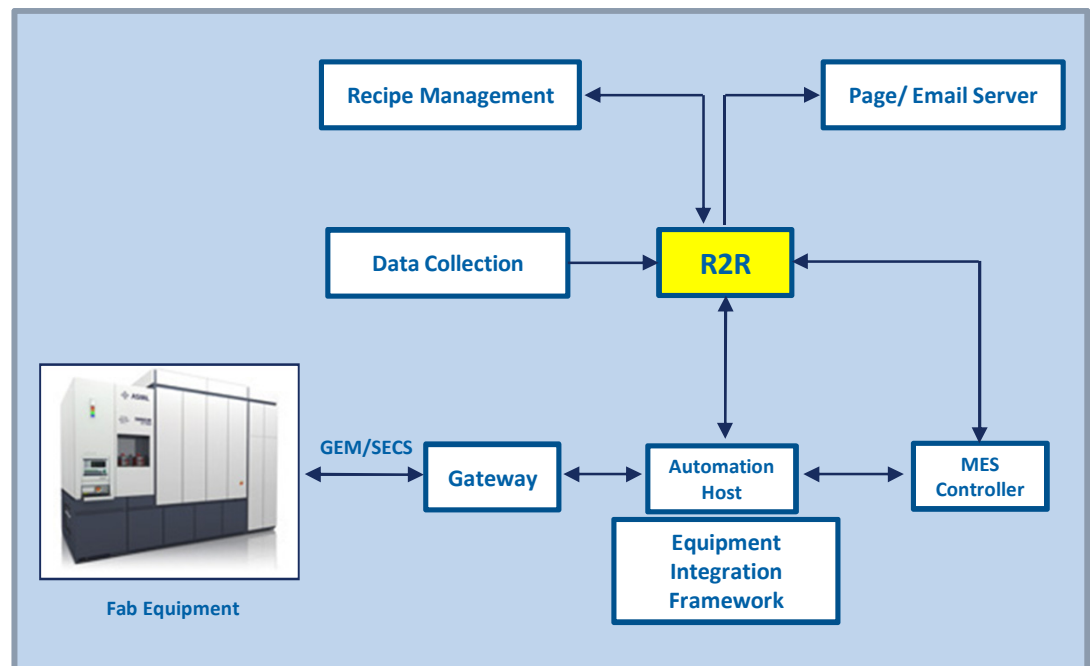 Recipe Management
Page/ Email Server
Data Collection
R2R
ASML
GEM/SECS
Gateway
Automation
Host
MES
Controller
Equipment
Integration
Framework
Fab Equipment